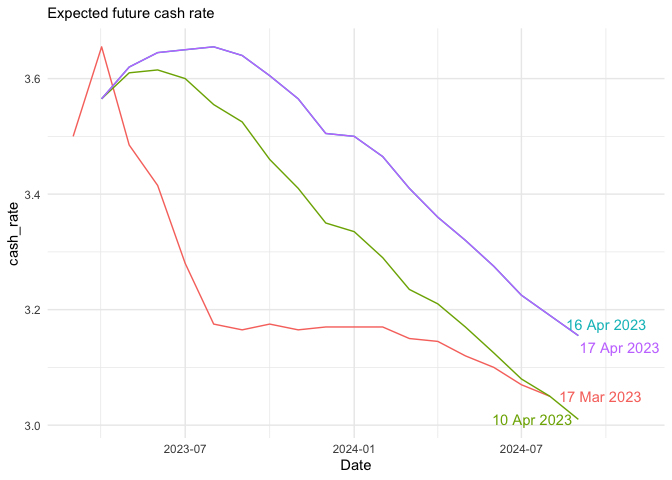 Expected future cash rate
cash_rate
3.6
3.4
3.2
3.0
16 Apr 2023
17 Apr 2023
17 Mar 2023
10 Apr 2023
2023-07
2024-01
2024-07
Date